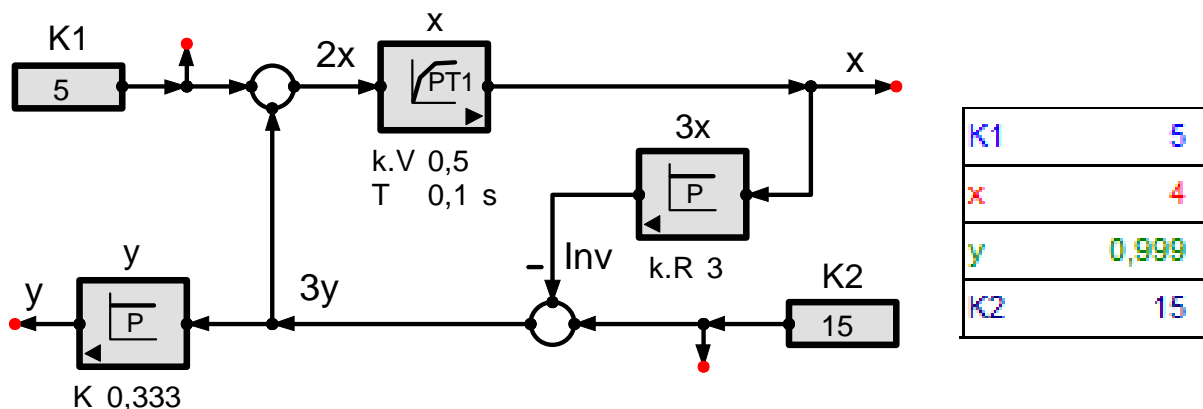 K1
5
2x
x
PT1
k.V 0,5
T 0,1 s
x
3x
P
k.R 3
Inv
-
K2
15
3y
y
P
K 0,333
y
K1 5
x 4
y 0,999
K2 15